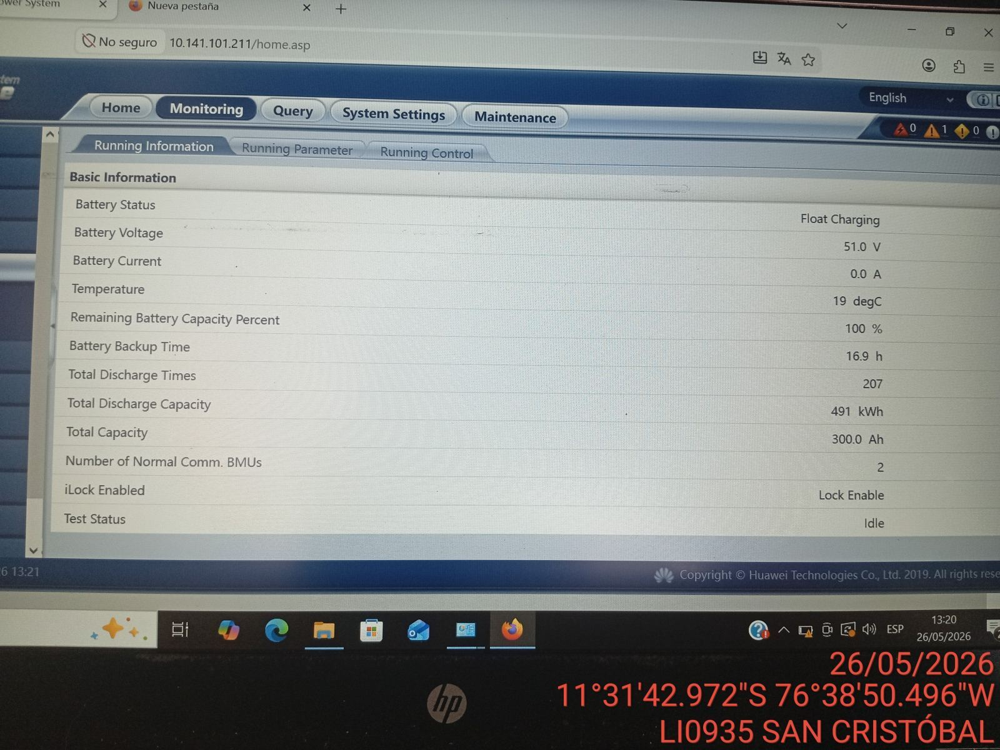 ower System
Nueva pestaña
No seguro 10.141.101.211/home.asp
tem
e
English
Home Monitoring Query System Settings Maintenance
0 1 0
Running Information Running Parameter Running Control
Basic Information
Battery Status Float Charging
Battery Voltage 51.0 V
Battery Current 0.0 A
Temperature 19 degC
Remaining Battery Capacity Percent 100 %
Battery Backup Time 16.9 h
Total Discharge Times 207
Total Discharge Capacity 491 kWh
Total Capacity 300.0 Ah
Number of Normal Comm. BMUs 2
iLock Enabled Lock Enable
Test Status Idle
6 13:21
Copyright © Huawei Technologies Co., Ltd. 2019. All rights rese
ESP
13:20
26/05/2026
hp
26/05/2026
11°31'42.972"S 76°38'50.496"W
LI0935 SAN CRISTÓBAL